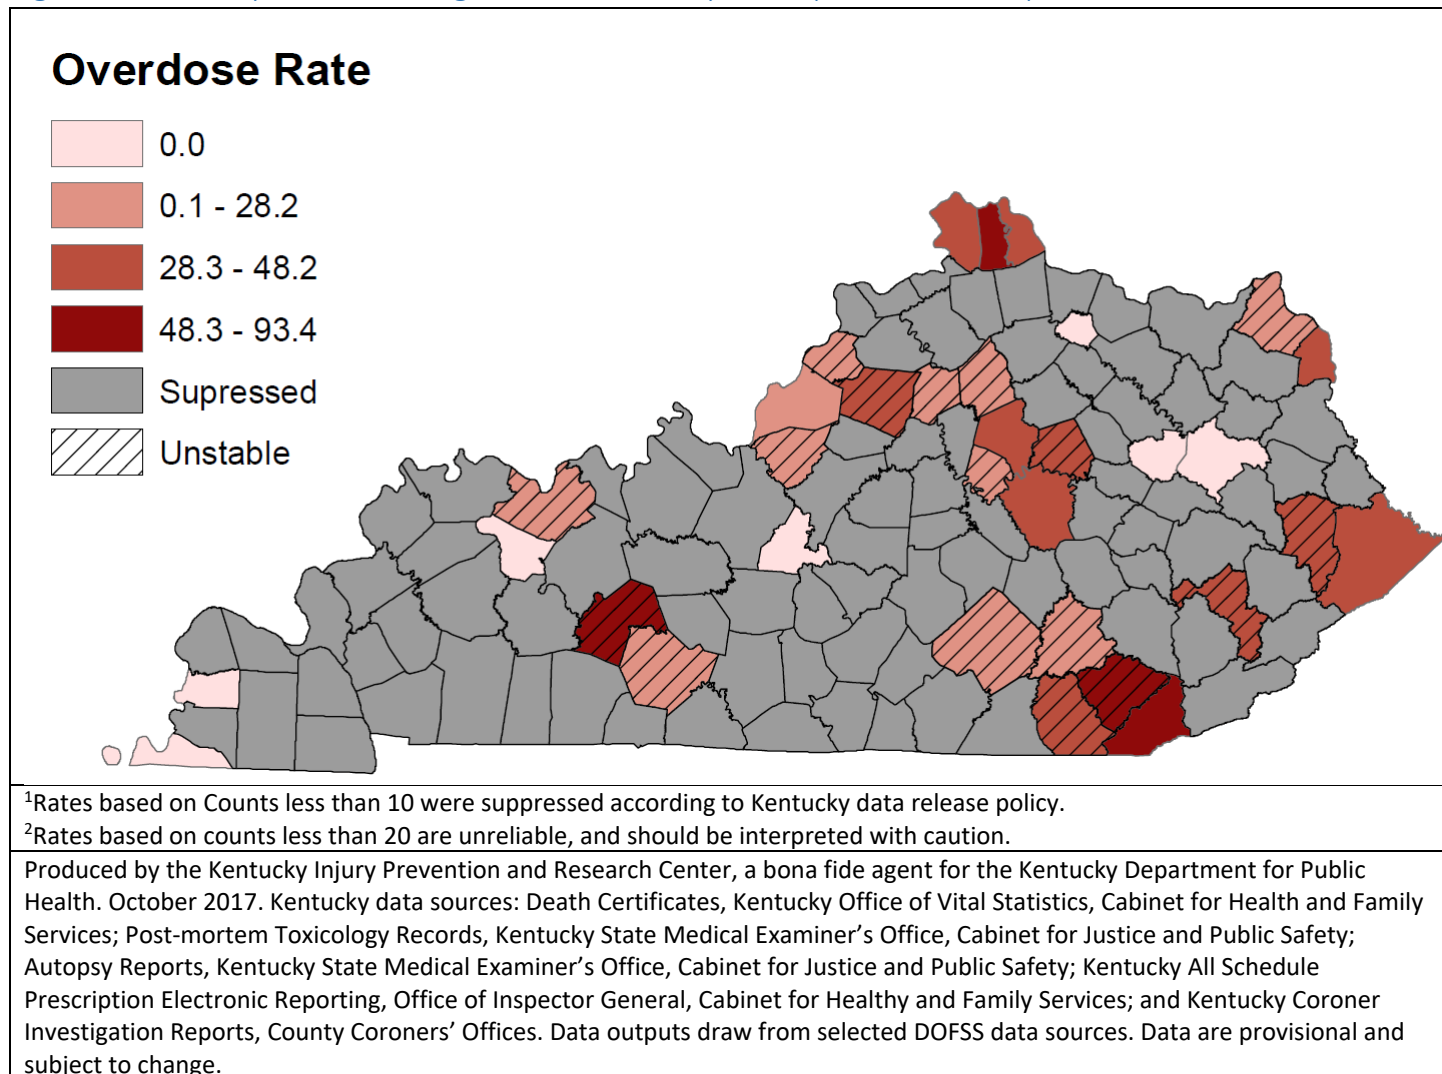 Overdose Rate
0.0
0.1 - 28.2
28.3 - 48.2
48.3 - 93.4
Supressed
Unstable
¹Rates based on Counts less than 10 were suppressed according to Kentucky data release policy.
²Rates based on counts less than 20 are unreliable, and should be interpreted with caution.
Produced by the Kentucky Injury Prevention and Research Center, a bona fide agent for the Kentucky Department for Public
Health. October 2017. Kentucky data sources: Death Certificates, Kentucky Office of Vital Statistics, Cabinet for Health and Family
Services; Post-mortem Toxicology Records, Kentucky State Medical Examiner’s Office, Cabinet for Justice and Public Safety;
Autopsy Reports, Kentucky State Medical Examiner’s Office, Cabinet for Justice and Public Safety; Kentucky All Schedule
Prescription Electronic Reporting, Office of Inspector General, Cabinet for Healthy and Family Services; and Kentucky Coroner
Investigation Reports, County Coroners’ Offices. Data outputs draw from selected DOFSS data sources. Data are provisional and
subject to change.